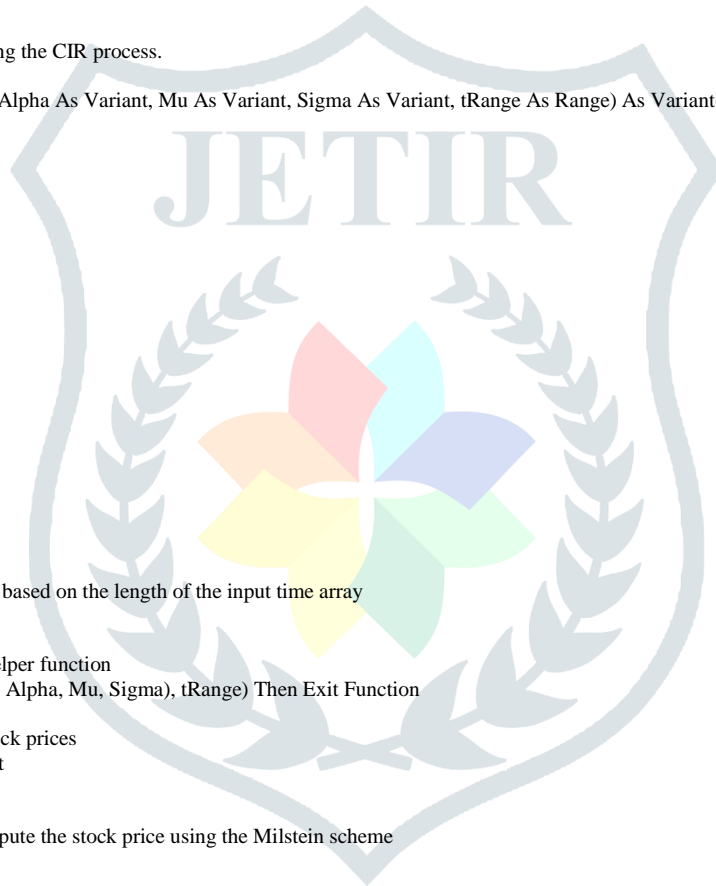 ng the CIR process.
Alpha As Variant, Mu As Variant, Sigma As Variant, tRange As Range) As Variant
JETIR
based on the length of the input time array
elper function
Alpha, Mu, Sigma), tRange) Then Exit Function
ck prices
t
pute the stock price using the Milstein scheme